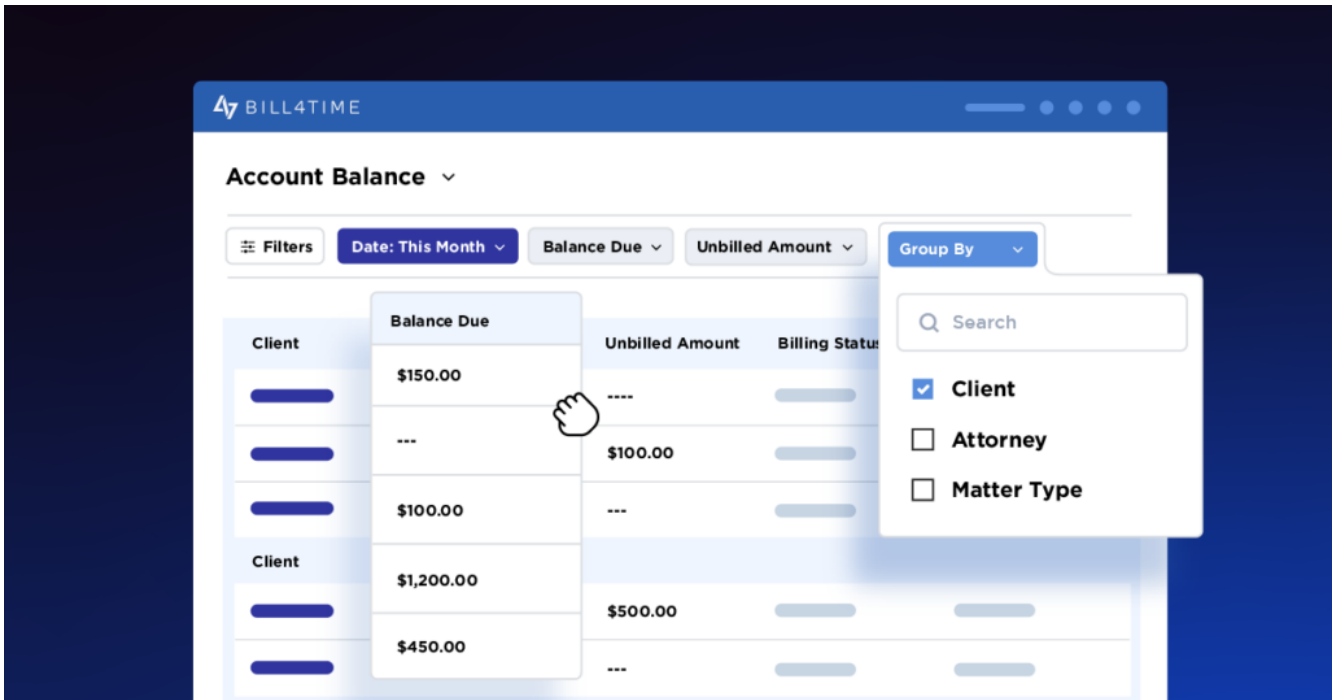 BILL4TIME
Account Balance
Filters
Date: This Month
Balance Due
Unbilled Amount
Group By
Search
Client
Attorney
Matter Type
Client
Balance Due
Unbilled Amount
Billing Status
$150.00
----
---
$100.00
$100.00
---
Client
$1,200.00
$500.00
$450.00
---